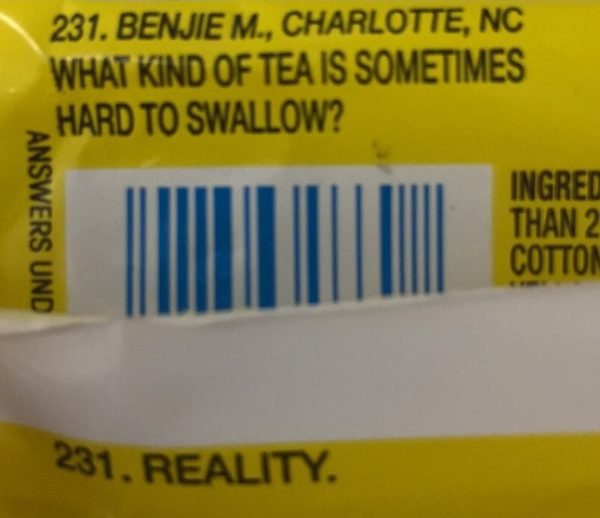 231. BENJIE M., CHARLOTTE, NC
WHAT KIND OF TEA IS SOMETIMES
HARD TO SWALLOW?
ANSWERS UND
INGRED
THAN 2
COTTON
231. REALITY.